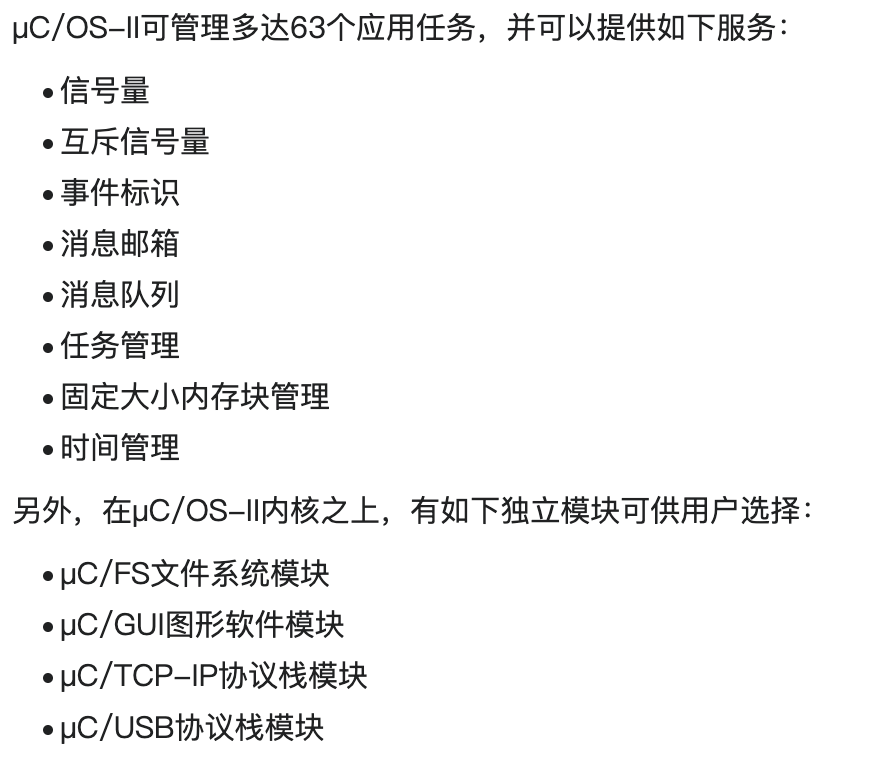 μC/OS-II可管理多达63个应用任务，并可以提供如下服务：
• 信号量
• 互斥信号量
• 事件标识
• 消息邮箱
• 消息队列
• 任务管理
• 固定大小内存块管理
• 时间管理
另外，在μC/OS-II内核之上，有如下独立模块可供用户选择：
• μC/FS文件系统模块
• μC/GUI图形软件模块
• μC/TCP-IP协议栈模块
• μC/USB协议栈模块